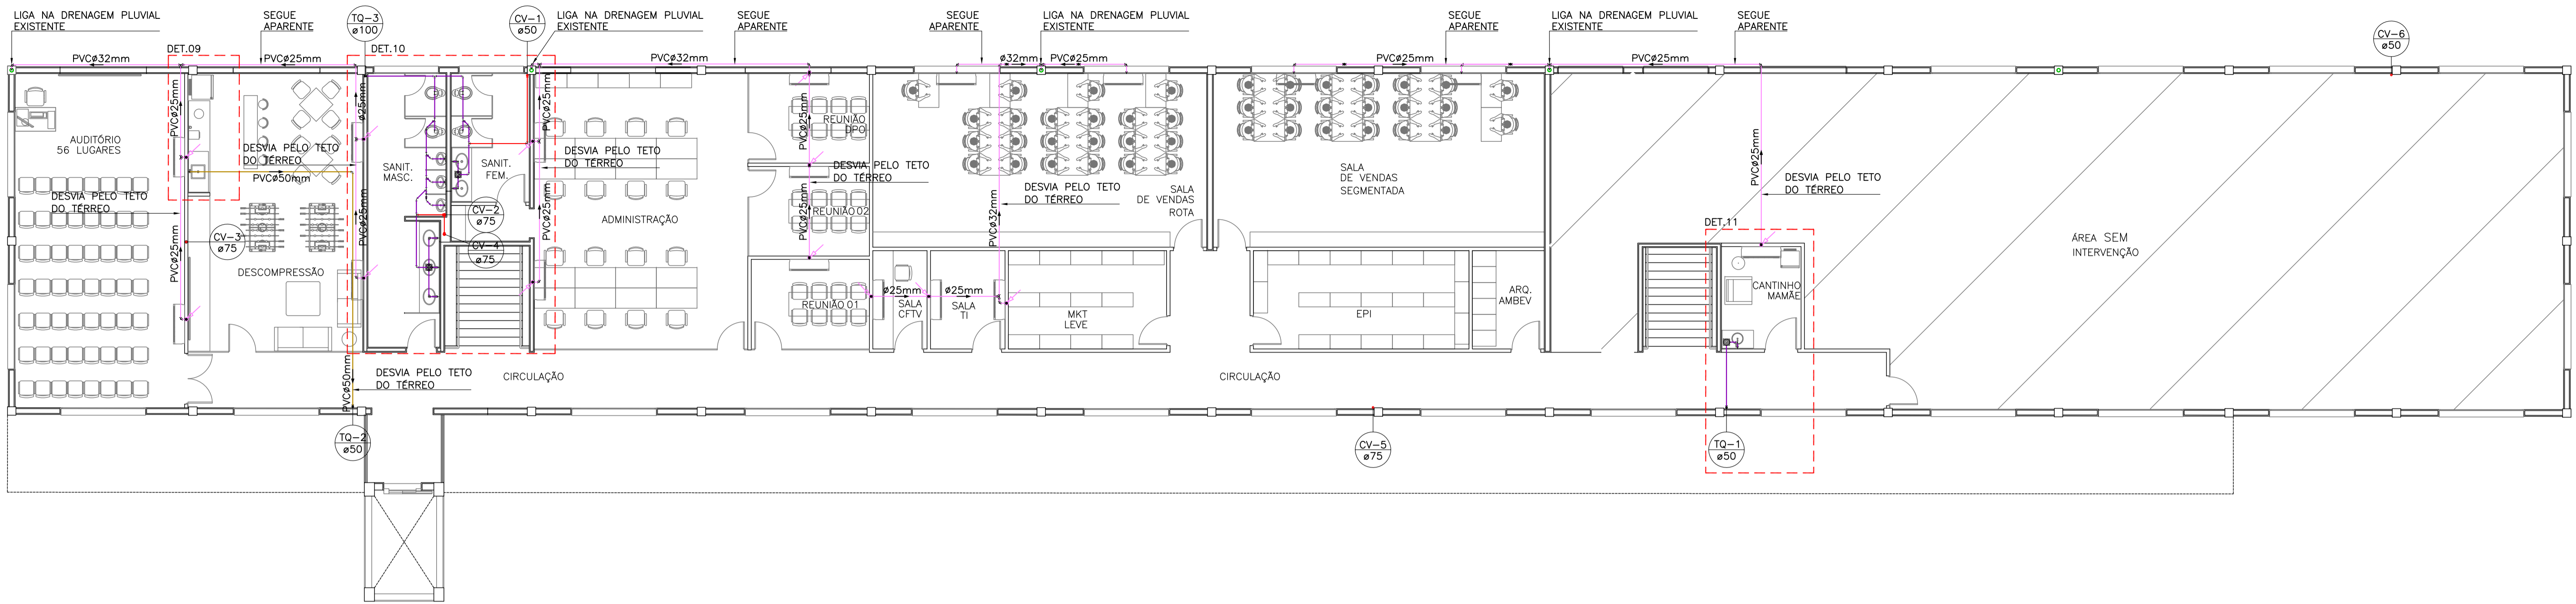 LIGA NA DRENAGEM PLUVIAL
EXISTENTE
SEGUE
APARENTE
TQ-3
ø100
CV-1
ø50
LIGA NA DRENAGEM PLUVIAL
EXISTENTE
SEGUE
APARENTE
SEGUE
APARENTE
LIGA NA DRENAGEM PLUVIAL
EXISTENTE
SEGUE
APARENTE
LIGA NA DRENAGEM PLUVIAL
EXISTENTE
SEGUE
APARENTE
CV-6
ø50
DET.09
DET.10
PVCø32mm
PVCø25mm
PVCø32mm
ø32mm
PVCø25mm
PVCø25mm
PVCø25mm
PVCø25mm
ø25mm
PVCø25mm
PVCø25mm
PVCø25mm
AUDITÓRIO
56 LUGARES
REUNIÃO
DPO
DESVIA PELO TETO
DO TÉRREO
DESVIA PELO TETO
DO TÉRREO
SANIT.
MASC.
SANIT.
FEM.
DESVIA PELO TETO
DO TÉRREO
SALA
DE VENDAS
SEGMENTADA
PVCø50mm
DESVIA PELO TETO
DO TÉRREO
DESVIA PELO TETO
DO TÉRREO
DESVIA PELO TETO
DO TÉRREO
SALA
DE VENDAS
ROTA
CV-2
ø75
ADMINISTRAÇÃO
REUNIÃO 02
PVCø25mm
PVCø25mm
PVCø25mm
PVCø25mm
PVCø32mm
DET.11
CV-3
ø75
CV-4
ø75
ÁREA SEM
INTERVENÇÃO
DESCOMPRESSÃO
CANTINHO
MAMÃE
REUNIÃO 01
ø25mm
ø25mm
SALA
CFTV
SALA
TI
MKT
LEVE
EPI
ARQ.
AMBEV
PVCø50mm
DESVIA PELO TETO
DO TÉRREO
CIRCULAÇÃO
CIRCULAÇÃO
TQ-2
ø50
CV-5
ø75
TQ-1
ø50